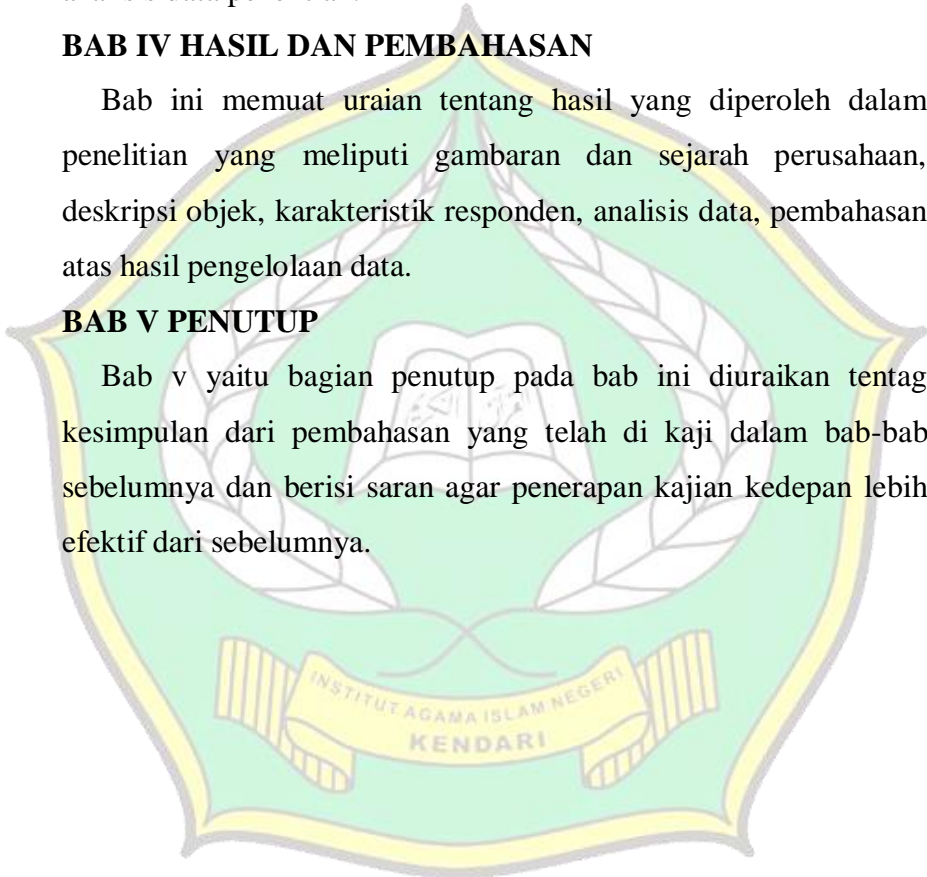 BAB IV HASIL DAN PEMBAHASAN
Bab ini memuat uraian tentang hasil yang diperoleh dalam
penelitian yang meliputi gambaran dan sejarah perusahaan,
deskripsi objek, karakteristik responden, analisis data, pembahasan
atas hasil pengelolaan data.
BAB V PENUTUP
Bab v yaitu bagian penutup pada bab ini diuraikan tentag
kesimpulan dari pembahasan yang telah di kaji dalam bab-bab
sebelumnya dan berisi saran agar penerapan kajian kedepan lebih
efektif dari sebelumnya.
INSTITUT AGAMA ISLAM NEGERI
KENDARI